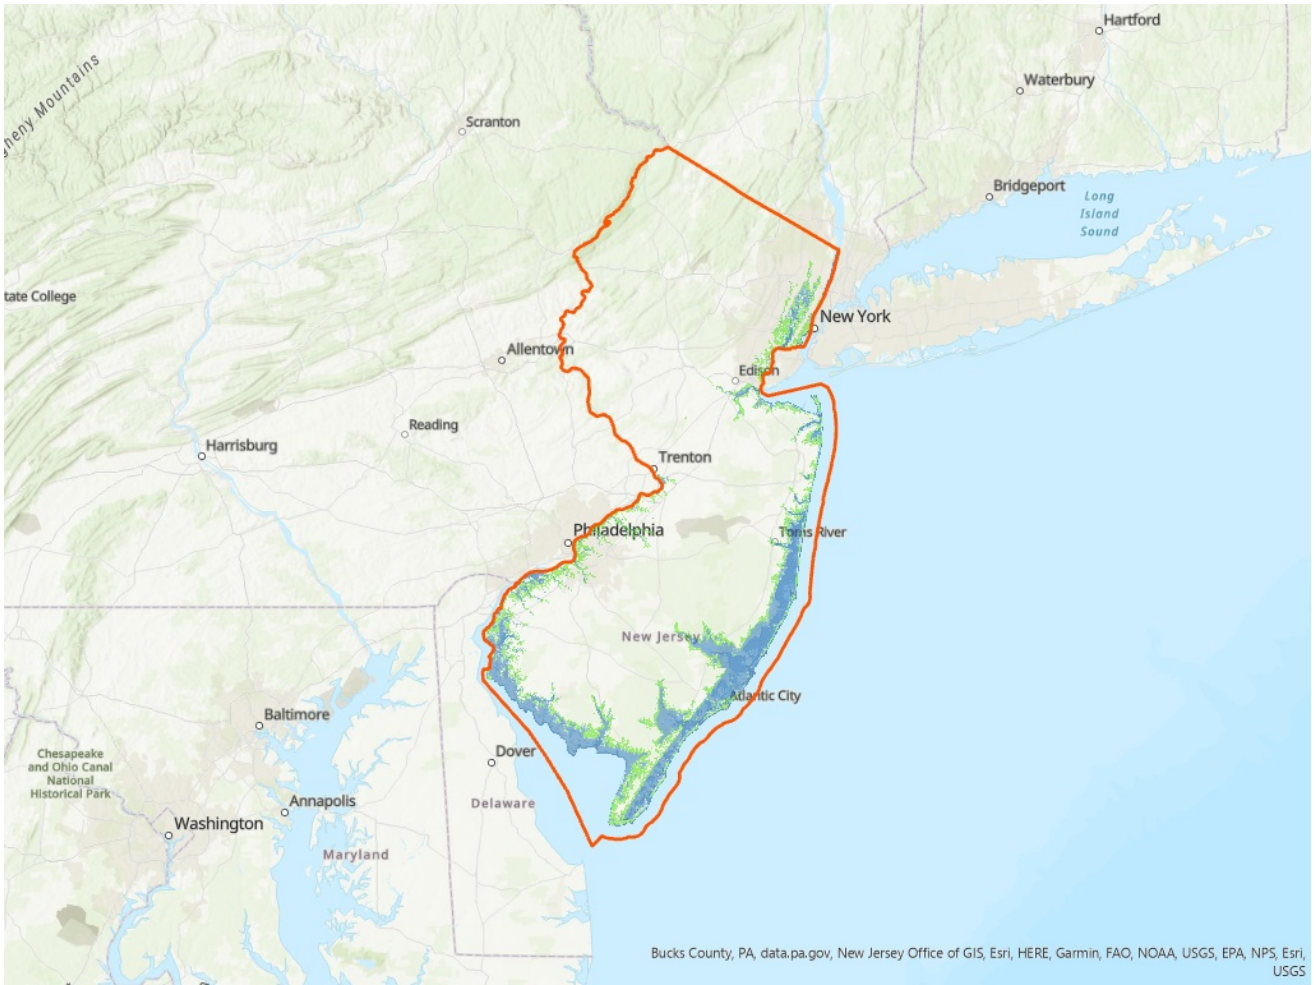 Hartford
Waterbury
gheny Mountains
Scranton
Bridgeport
Long
Island
Sound
tate College
New York
Allentown
Edison
Reading
Harrisburg
Trenton
Philadelphia
Toms River
New Jersey
Atlantic City
Baltimore
Dover
Chesapeake
and Ohio Canal
National
Historical Park
Annapolis
Delaware
Washington
Maryland
Bucks County, PA, data.pa.gov, New Jersey Office of GIS, Esri, HERE, Garmin, FAO, NOAA, USGS, EPA, NPS, Esri,
USGS